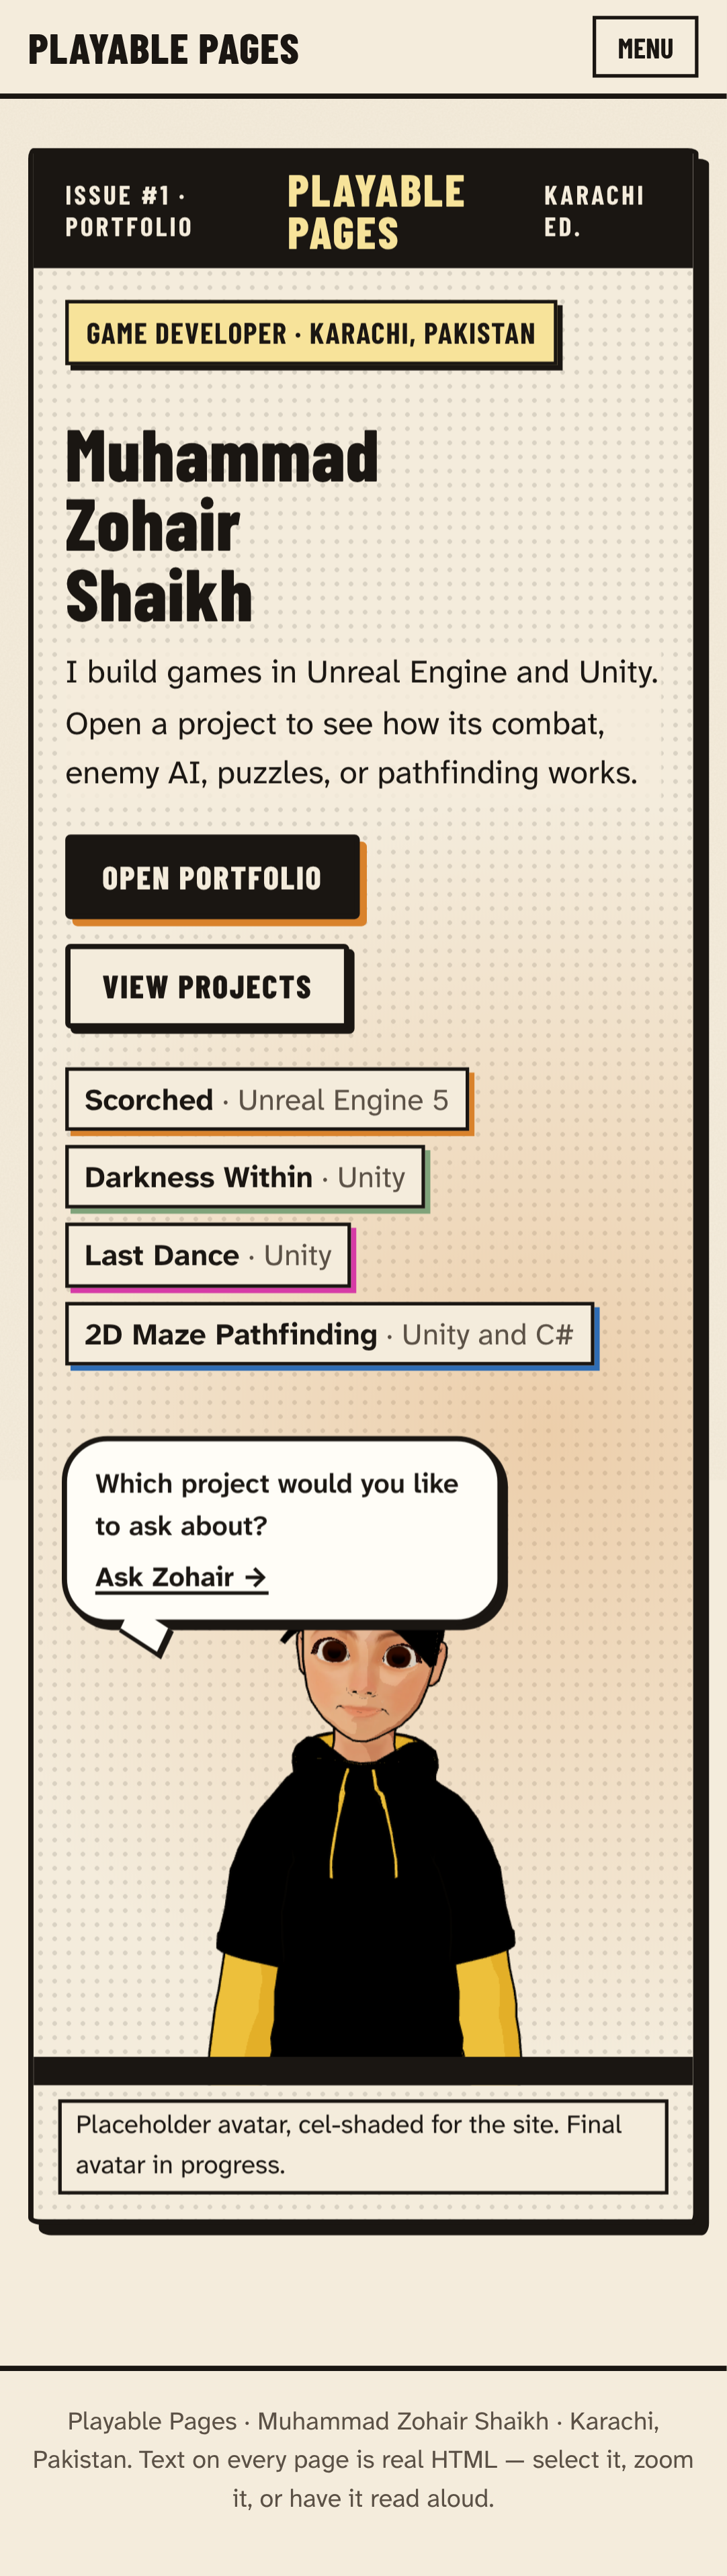 PLAYABLE PAGES
MENU
ISSUE #1 ·
PORTFOLIO
PLAYABLE
PAGES
KARACHI
ED.
GAME DEVELOPER · KARACHI, PAKISTAN
Muhammad
Zohair
Shaikh
I build games in Unreal Engine and Unity.
Open a project to see how its combat,
enemy AI, puzzles, or pathfinding works.
OPEN PORTFOLIO
VIEW PROJECTS
Scorched · Unreal Engine 5
Darkness Within · Unity
Last Dance · Unity
2D Maze Pathfinding · Unity and C#
Which project would you like
to ask about?
Ask Zohair →
Placeholder avatar, cel-shaded for the site. Final
avatar in progress.
Playable Pages · Muhammad Zohair Shaikh · Karachi,
Pakistan. Text on every page is real HTML — select it, zoom
it, or have it read aloud.